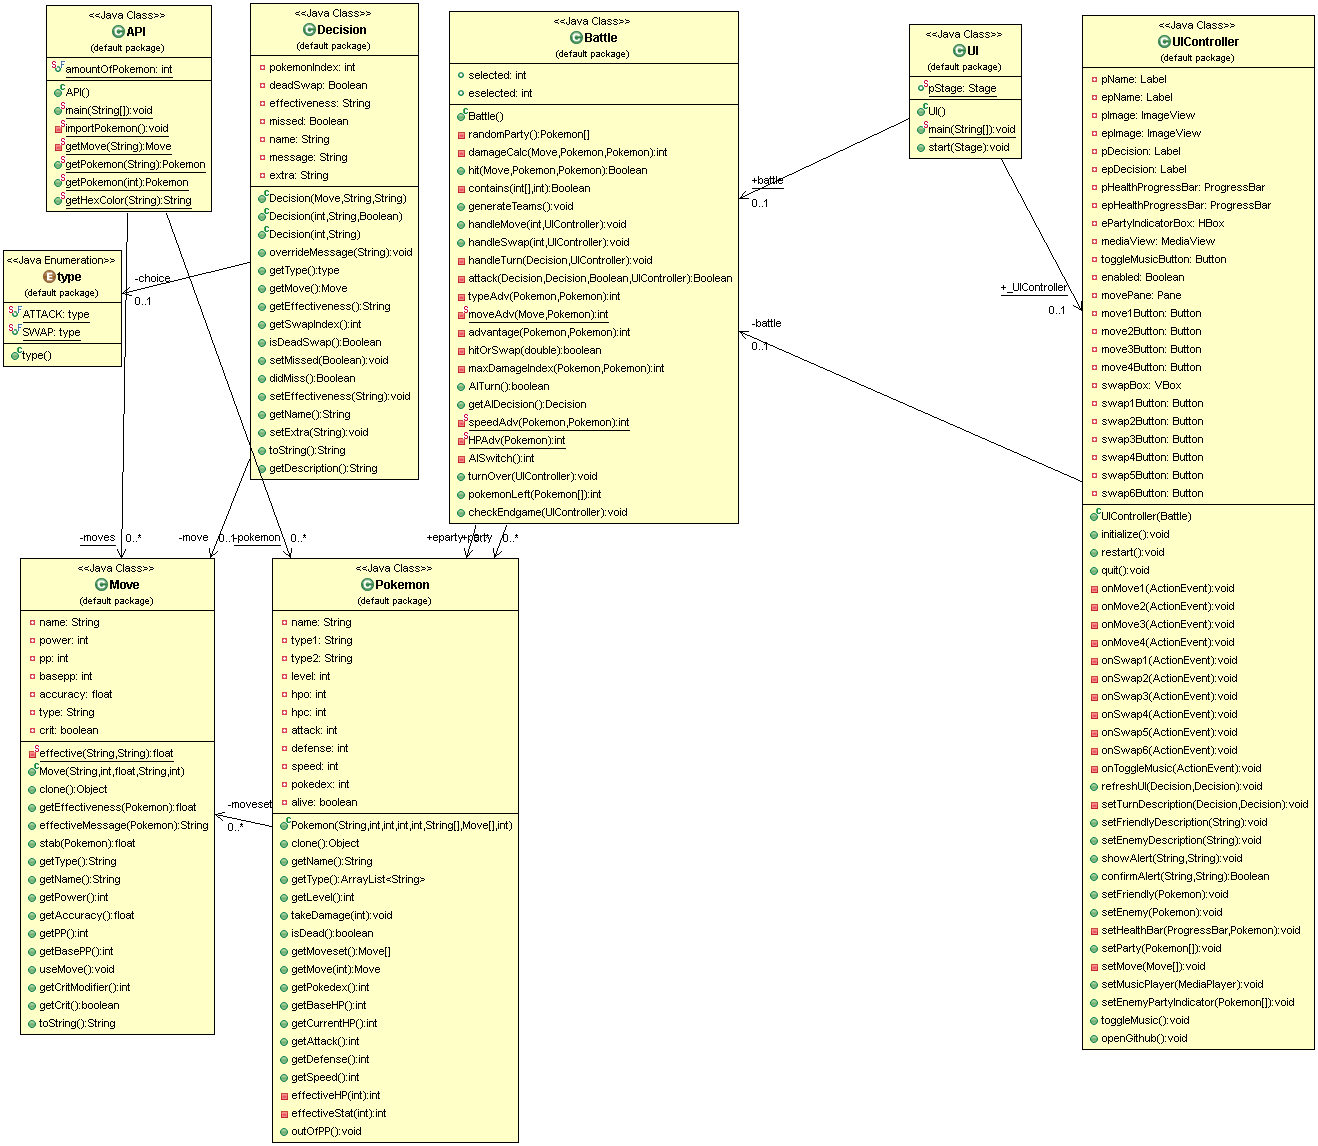 <<Java Class>>
API
(default package)
amountOfPokemon: int
API()
main(String[]):void
importPokemon():void
getMove(String):Move
getPokemon(String):Pokemon
getPokemon(int):Pokemon
getHexColor(String):String
<<Java Class>>
Decision
(default package)
pokemonIndex: int
deadSwap: Boolean
effectiveness: String
missed: Boolean
name: String
message: String
extra: String
Decision(Move,String,String)
Decision(int,String,Boolean)
Decision(int,String)
overrideMessage(String):void
getType():type
getMove():Move
getEffectiveness():String
getSwapIndex():int
isDeadSwap():Boolean
setMissed(Boolean):void
didMiss():Boolean
setEffectiveness(String):void
getName():String
setExtra(String):void
toString():String
getDescription():String
<<Java Class>>
Battle
(default package)
selected: int
eselected: int
Battle()
randomParty():Pokemon[]
damageCalc(Move,Pokemon,Pokemon):int
hit(Move,Pokemon,Pokemon):Boolean
contains(int[],int):Boolean
generateTeams():void
handleMove(int,UIController):void
handleSwap(int,UIController):void
handleTurn(Decision,UIController):void
attack(Decision,Decision,Boolean,UIController):Boolean
typeAdv(Pokemon,Pokemon):int
moveAdv(Move,Pokemon):int
advantage(Pokemon,Pokemon):int
hitOrSwap(double):boolean
maxDamageIndex(Pokemon,Pokemon):int
AITurn():boolean
getAIDecision():Decision
speedAdv(Pokemon,Pokemon):int
HPAdv(Pokemon):int
AISwitch():int
turnOver(UIController):void
pokemonLeft(Pokemon[]):int
checkEndgame(UIController):void
<<Java Class>>
UI
(default package)
pStage: Stage
UI()
main(String[]):void
start(Stage):void
<<Java Class>>
UIController
(default package)
pName: Label
epName: Label
pImage: ImageView
epImage: ImageView
pDecision: Label
epDecision: Label
pHealthProgressBar: ProgressBar
epHealthProgressBar: ProgressBar
ePartyIndicatorBox: HBox
mediaView: MediaView
toggleMusicButton: Button
enabled: Boolean
movePane: Pane
move1Button: Button
move2Button: Button
move3Button: Button
move4Button: Button
swapBox: VBox
swap1Button: Button
swap2Button: Button
swap3Button: Button
swap4Button: Button
swap5Button: Button
swap6Button: Button
UIController(Battle)
initialize():void
restart():void
quit():void
onMove1(ActionEvent):void
onMove2(ActionEvent):void
onMove3(ActionEvent):void
onMove4(ActionEvent):void
onSwap1(ActionEvent):void
onSwap2(ActionEvent):void
onSwap3(ActionEvent):void
onSwap4(ActionEvent):void
onSwap5(ActionEvent):void
onSwap6(ActionEvent):void
onToggleMusic(ActionEvent):void
refreshUI(Decision,Decision):void
setTurnDescription(Decision,Decision):void
setFriendlyDescription(String):void
setEnemyDescription(String):void
showAlert(String,String):void
confirmAlert(String,String):Boolean
setFriendly(Pokemon):void
setEnemy(Pokemon):void
setHealthBar(ProgressBar,Pokemon):void
setParty(Pokemon[]):void
setMove(Move[]):void
setMusicPlayer(MediaPlayer):void
setEnemyPartyIndicator(Pokemon[]):void
toggleMusic():void
openGithub():void
<<Java Enumeration>>
type
(default package)
ATTACK: type
SWAP: type
type()
-choice
0..1
+battle
0..1
+_UIController
0..1
-battle
0..1
-moves
0..*
-move
0..1
-pokemon
0..*
+eparty
+party
0..*
<<Java Class>>
Move
(default package)
name: String
power: int
pp: int
basepp: int
accuracy: float
type: String
crit: boolean
effective(String,String):float
Move(String,int,float,String,int)
clone():Object
getEffectiveness(Pokemon):float
effectiveMessage(Pokemon):String
stab(Pokemon):float
getType():String
getName():String
getPower():int
getAccuracy():float
getPP():int
getBasePP():int
useMove():void
getCritModifier():int
getCrit():boolean
toString():String
-moveset
0..*
<<Java Class>>
Pokemon
(default package)
name: String
type1: String
type2: String
level: int
hpo: int
hpc: int
attack: int
defense: int
speed: int
pokedex: int
alive: boolean
Pokemon(String,int,int,int,int,String[],Move[],int)
clone():Object
getName():String
getType():ArrayList<String>
getLevel():int
takeDamage(int):void
isDead():boolean
getMoveset():Move[]
getMove(int):Move
getPokedex():int
getBaseHP():int
getCurrentHP():int
getAttack():int
getDefense():int
getSpeed():int
effectiveHP(int):int
effectiveStat(int):int
outOfPP():void